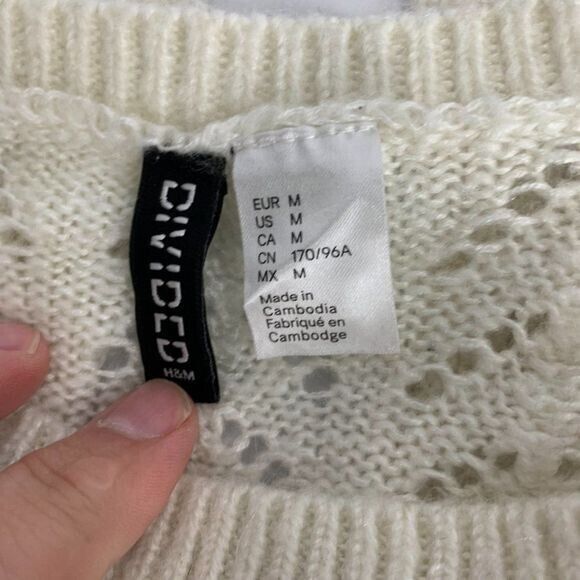 DIVIDED
H&M
EUR M
US M
CA M
CN 170/96A
MX M
Made in
Cambodia
Fabriqué en
Cambodge